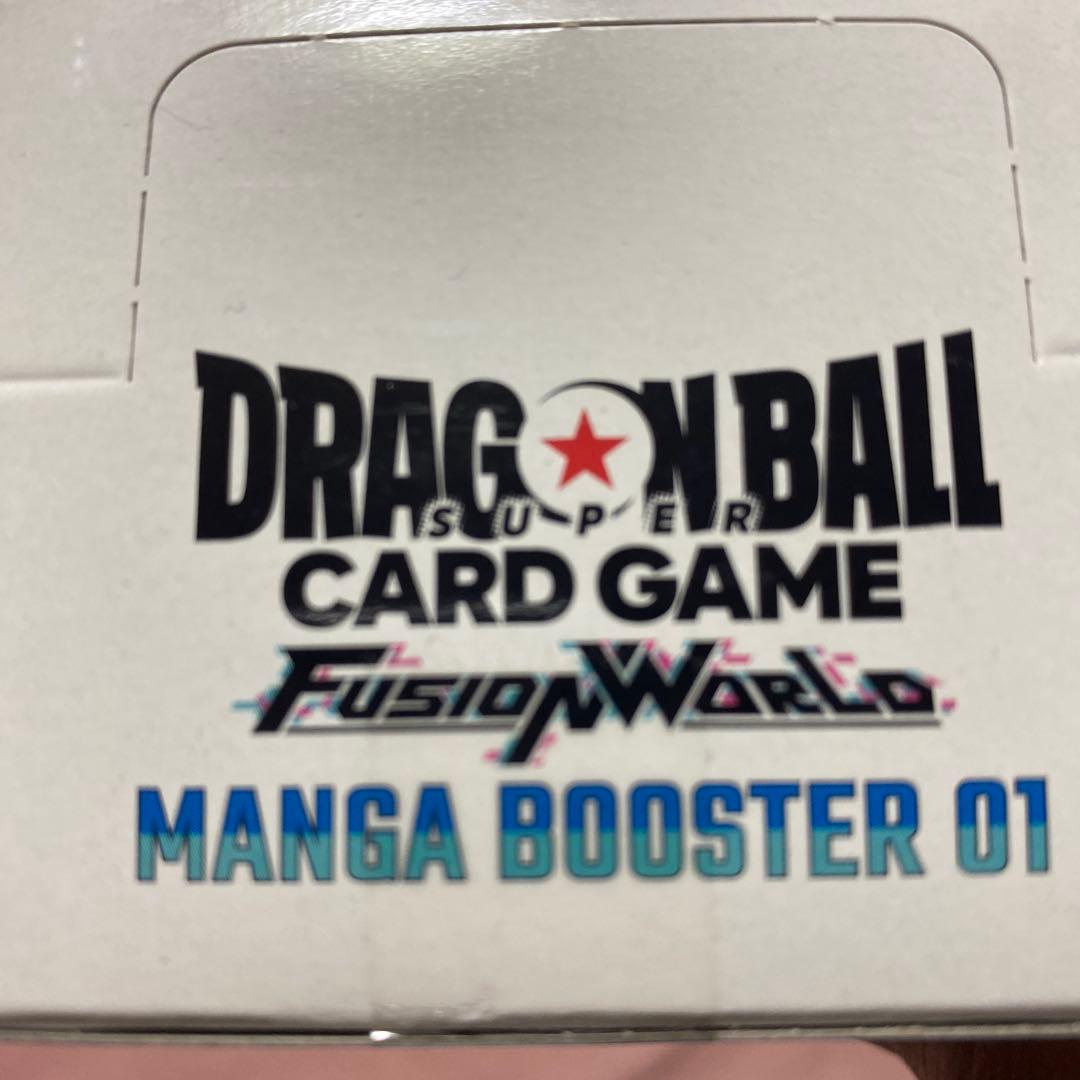 DRAGON BALL
SUPER
CARD GAME
FUSION WORLD
MANGA BOOSTER 01